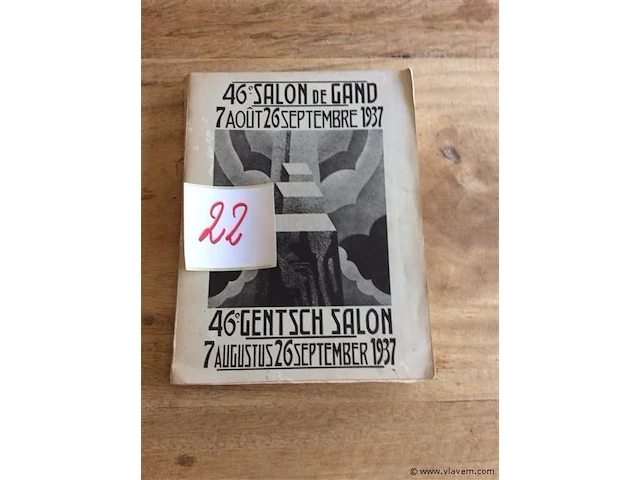 46e SALON DE GAND
7 AOÛT 26 SEPTEMBRE 1937
22
46e GENTSCH SALON
7 AUGUSTUS 26 SEPTEMBER 1937
© www.vlavem.com